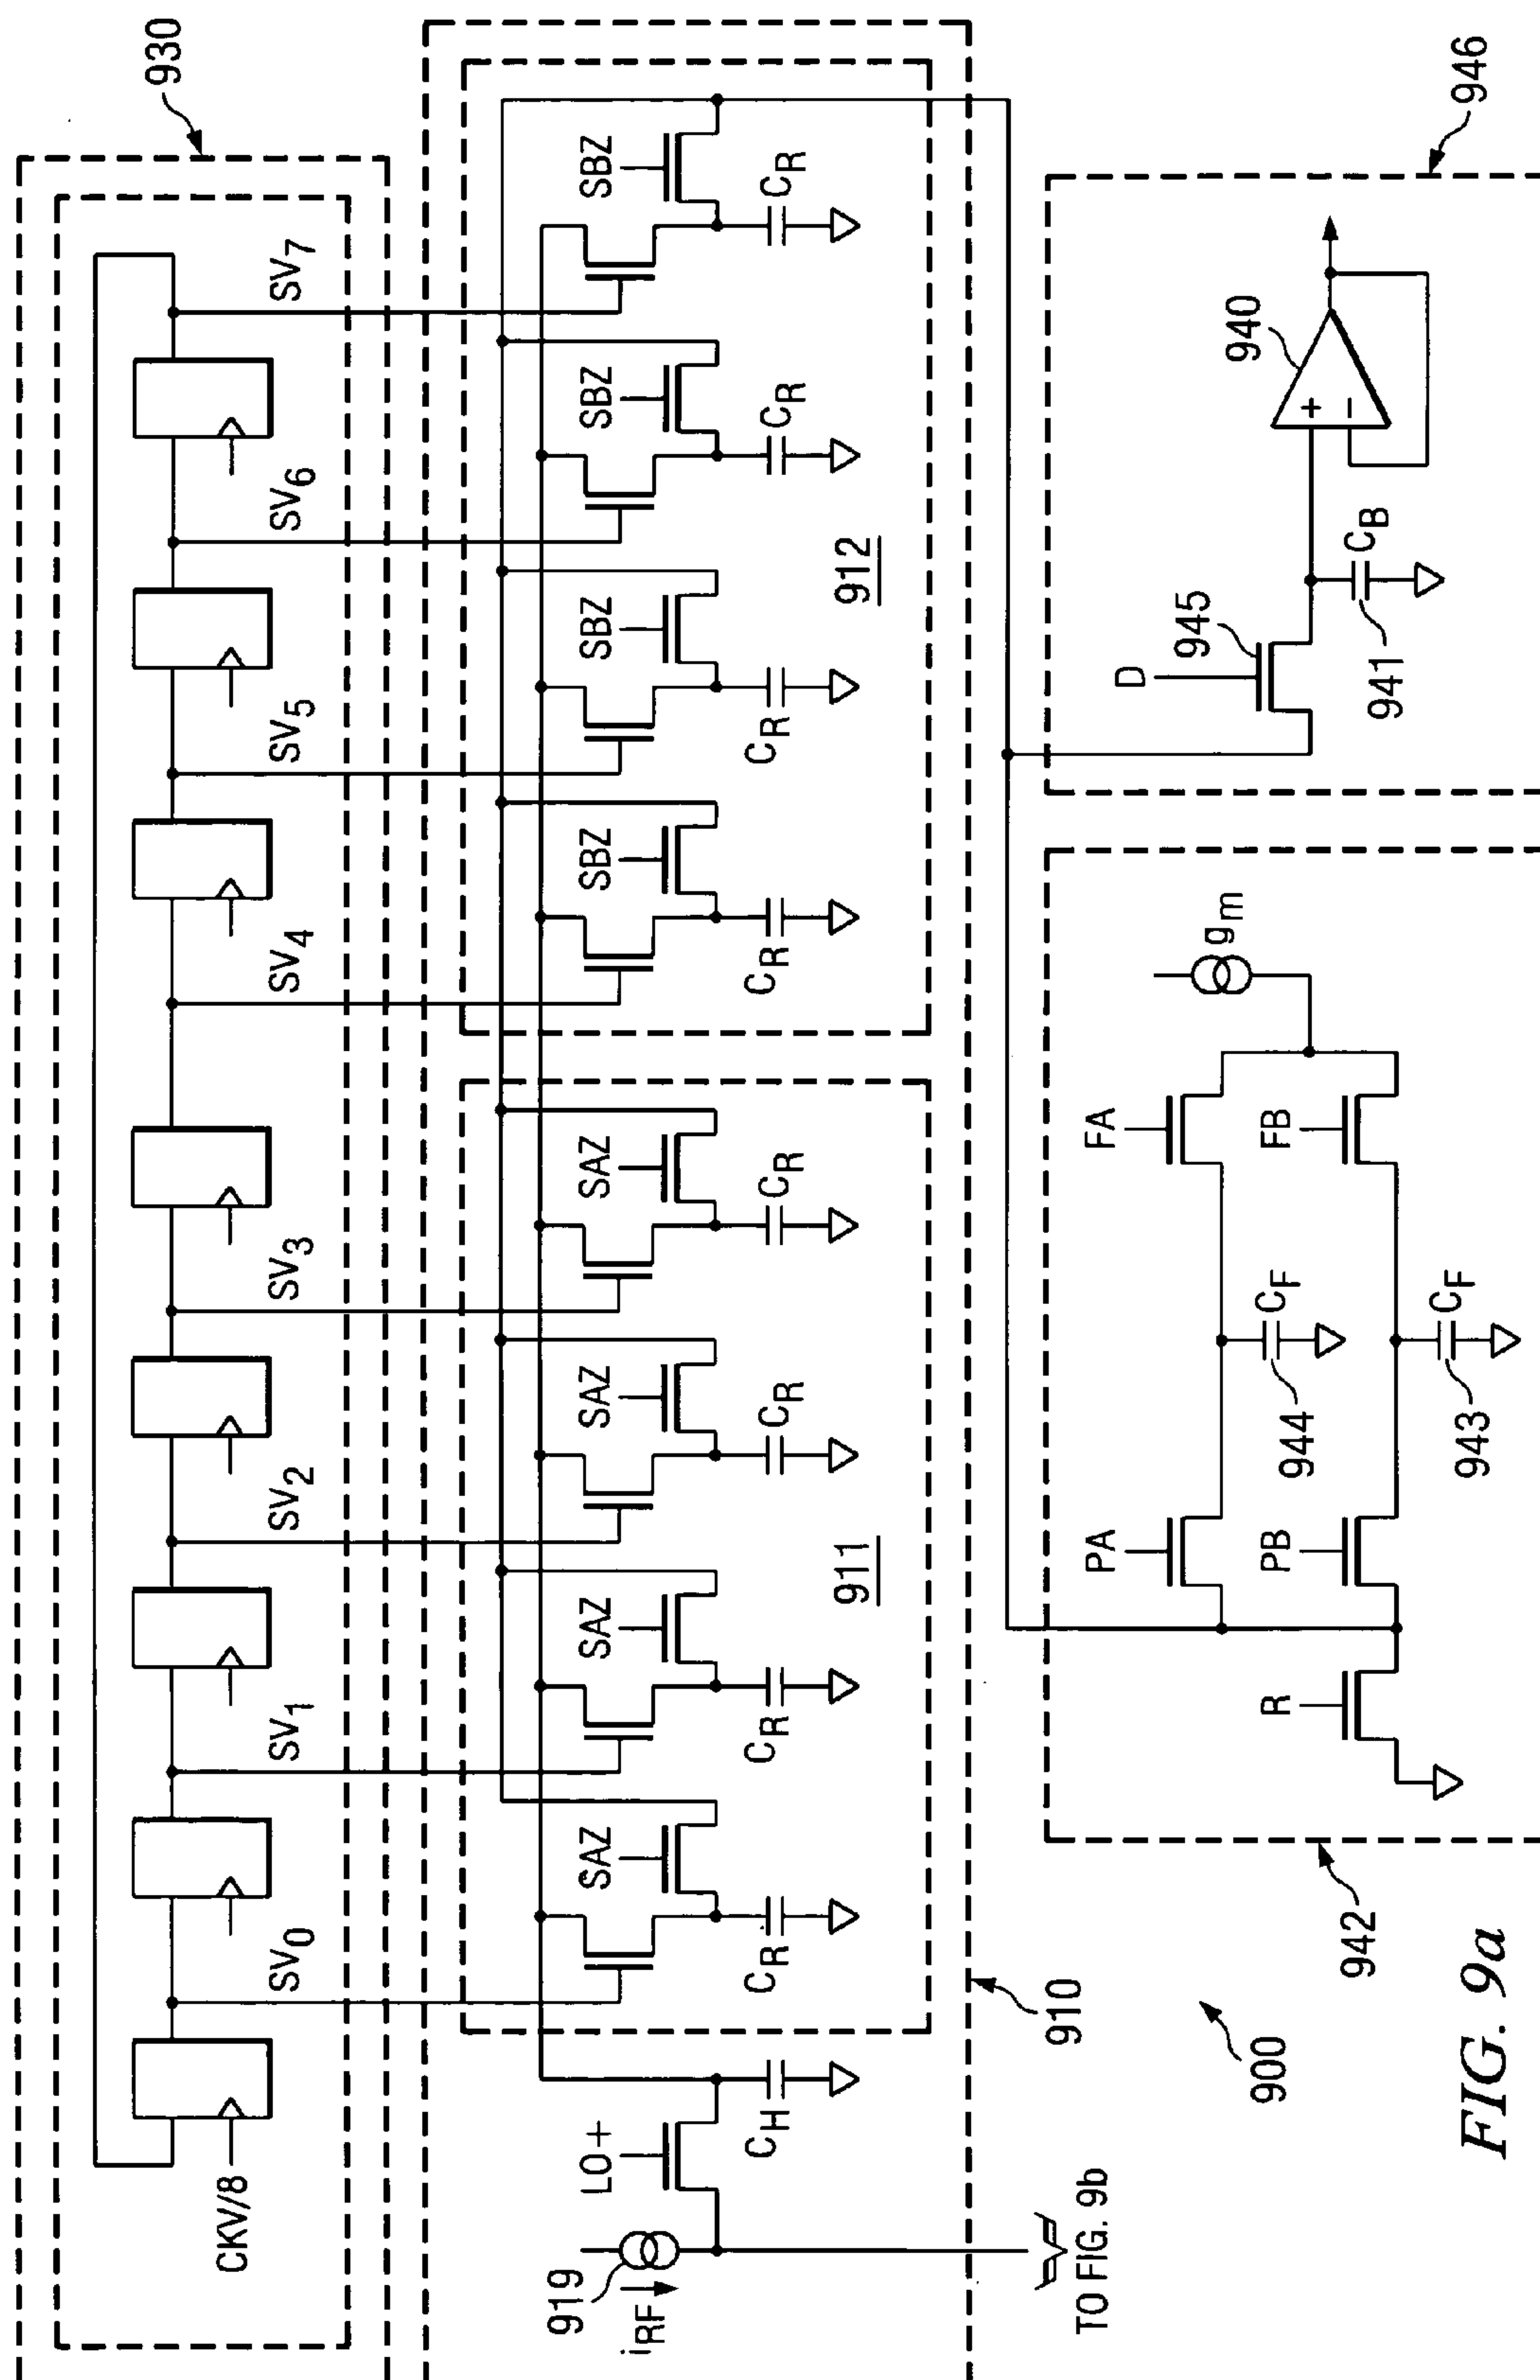 930
CKV/8
SV0
SV1
SV2
SV3
SV4
SV5
SV6
SV7
919
iRF
LO+
CH
SAZ
SAZ
SAZ
SAZ
SBZ
SBZ
SBZ
SBZ
CR
CR
CR
CR
CR
CR
CR
CR
911
912
910
TO FIG. 9b
942
R
PA
PB
944
CF
943
CF
FA
FB
gm
D
945
941
CB
940
+
−
946
900
FIG. 9a